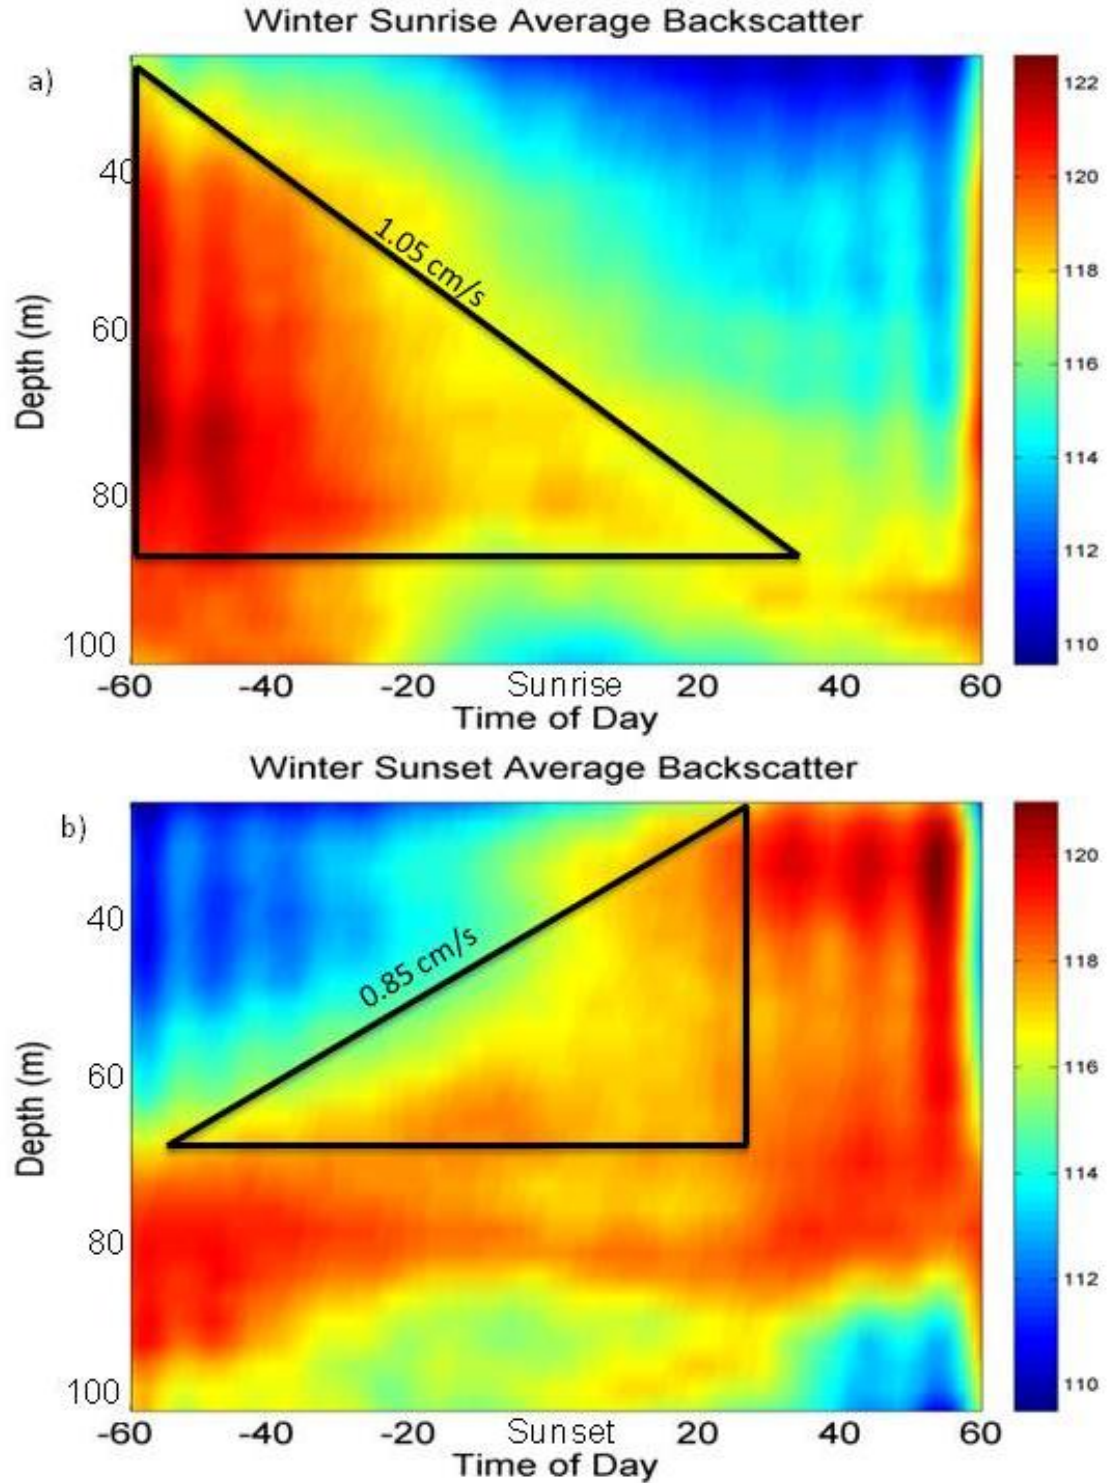 Winter Sunrise Average Backscatter
a)
122
120
118
116
114
112
110
40
60
80
100
Depth (m)
1.05 cm/s
-60 -40 -20 Sunrise 20 40 60
Time of Day
Winter Sunset Average Backscatter
b)
120
118
116
114
112
110
40
60
80
100
Depth (m)
0.85 cm/s
-60 -40 -20 Sunset 20 40 60
Time of Day